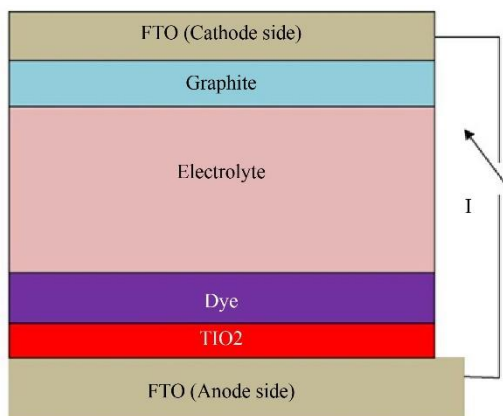 FTO (Cathode side)
Graphite
Electrolyte
I
Dye
TIO2
FTO (Anode side)